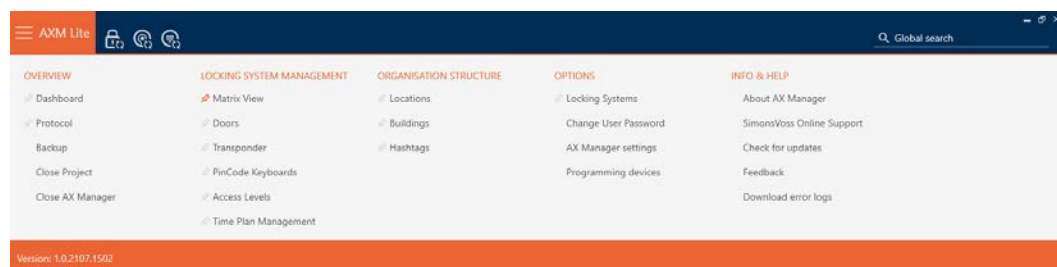 AXM Lite
Global search
OVERVIEW
Dashboard
Protocol
Backup
Close Project
Close AX Manager
LOCKING SYSTEM MANAGEMENT
Matrix View
Doors
Transponder
PinCode Keyboards
Access Levels
Time Plan Management
ORGANISATION STRUCTURE
Locations
Buildings
Hashtags
OPTIONS
Locking Systems
Change User Password
AX Manager settings
Programming devices
INFO & HELP
About AX Manager
SimonsVoss Online Support
Check for updates
Feedback
Download error logs
Version: 1.0.2107.1502